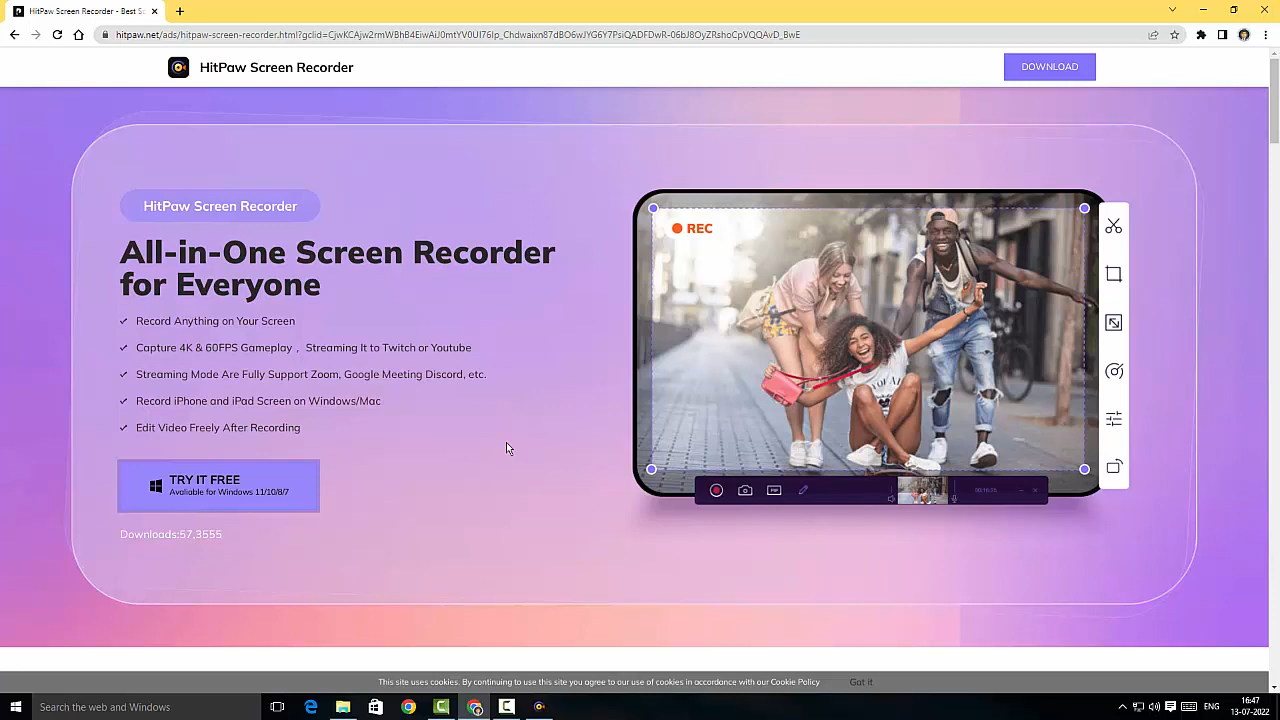 HitPaw Screen Recorder - Best Sc
hitpaw.net/ads/hitpaw-screen-recorder.html?gclid=
HitPaw Screen Recorder
DOWNLOAD
HitPaw Screen Recorder
All-in-One Screen Recorder
for Everyone
Record Anything on Your Screen
Capture 4K & 60FPS Gameplay , Streaming It to Twitch or Youtube
Streaming Mode Are Fully Support Zoom, Google Meeting Discord, etc.
Record iPhone and iPad Screen on Windows/Mac
Edit Video Freely After Recording
TRY IT FREE
Avaliable for Windows 11/10/8/7
Downloads:57,3555
REC
This site uses cookies. By continuing to use this site you agree to our use of cookies in accordance with our Cookie Policy
Got it
Search the web and Windows
ENG
16:47
13-07-2022